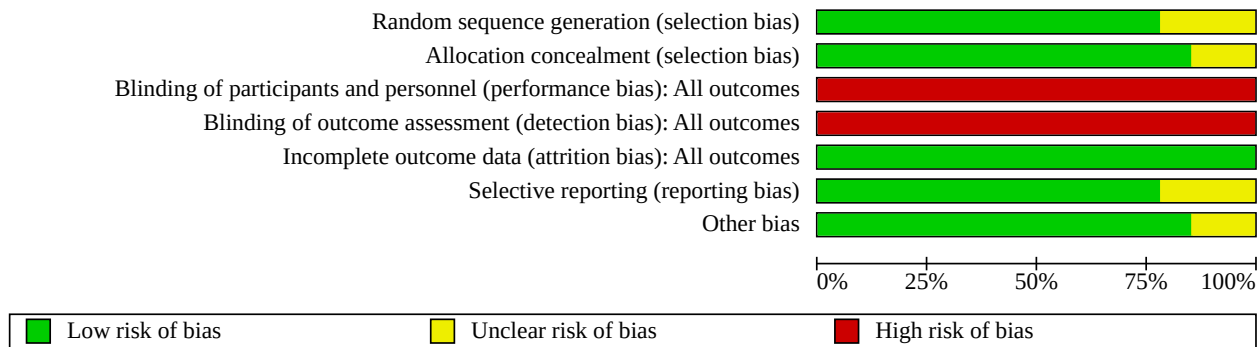 Random sequence generation (selection bias)
Allocation concealment (selection bias)
Blinding of participants and personnel (performance bias): All outcomes
Blinding of outcome assessment (detection bias): All outcomes
Incomplete outcome data (attrition bias): All outcomes
Selective reporting (reporting bias)
Other bias
0% 25% 50% 75% 100%
Low risk of bias Unclear risk of bias High risk of bias